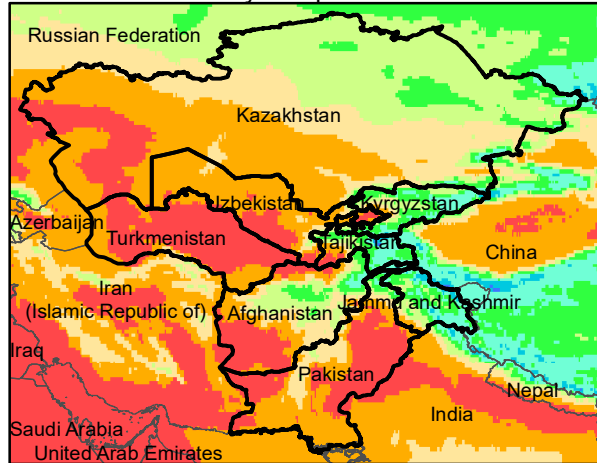 Russian Federation
Kazakhstan
Uzbekistan
Kyrgyzstan
Azerbaijan
Turkmenistan
Tajikistan
China
Iran
(Islamic Republic of)
Afghanistan
Jammu and Kashmir
Iraq
Pakistan
Nepal
India
Saudi Arabia
United Arab Emirates